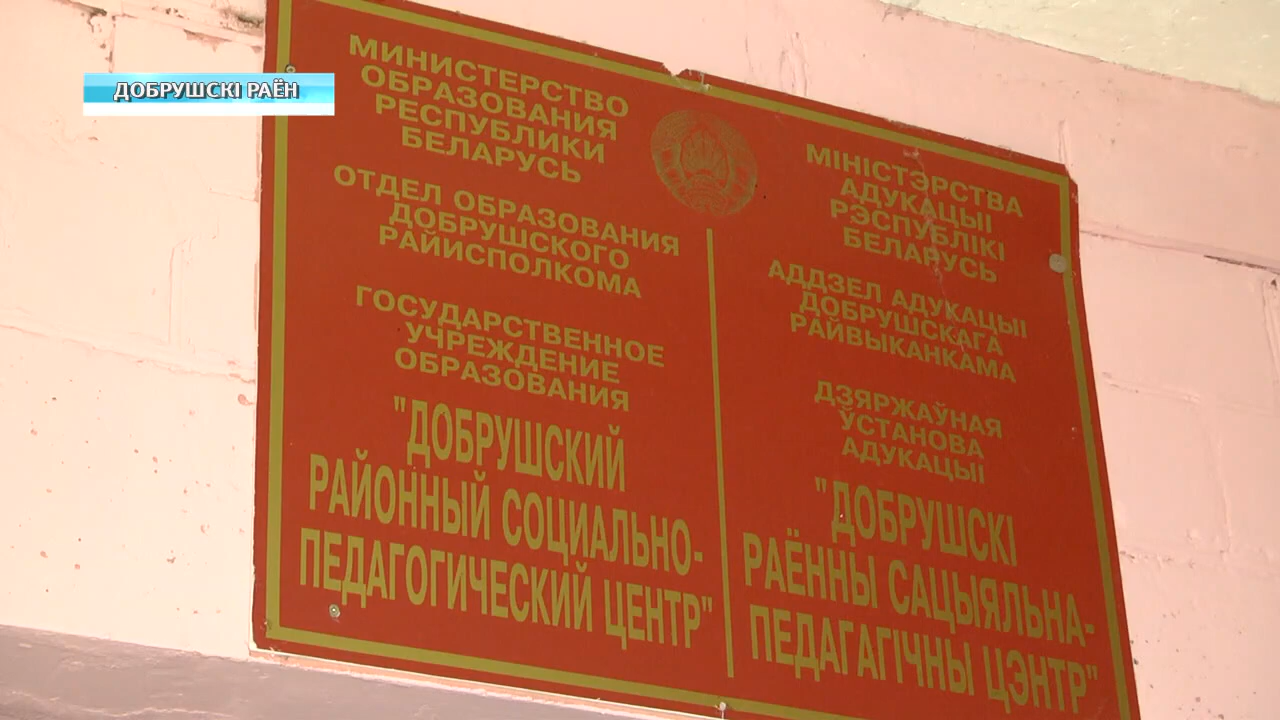 ДОБРУШСКІ РАЁН
МИНИСТЕРСТВО
ОБРАЗОВАНИЯ
РЕСПУБЛИКИ
БЕЛАРУСЬ
ОТДЕЛ ОБРАЗОВАНИЯ
ДОБРУШСКОГО
РАЙИСПОЛКОМА
ГОСУДАРСТВЕННОЕ
УЧРЕЖДЕНИЕ
ОБРАЗОВАНИЯ
"ДОБРУШСКИЙ
РАЙОННЫЙ СОЦИАЛЬНО-
ПЕДАГОГИЧЕСКИЙ ЦЕНТР"
МІНІСТЭРСТВА
АДУКАЦЫІ
РЭСПУБЛІКІ
БЕЛАРУСЬ
АДДЗЕЛ АДУКАЦЫІ
ДОБРУШСКАГА
РАЙВЫКАНКАМА
ДЗЯРЖАЎНАЯ
ЎСТАНОВА
АДУКАЦЫІ
"ДОБРУШСКІ
РАЁННЫ САЦЫЯЛЬНА-
ПЕДАГАГІЧНЫ ЦЭНТР"